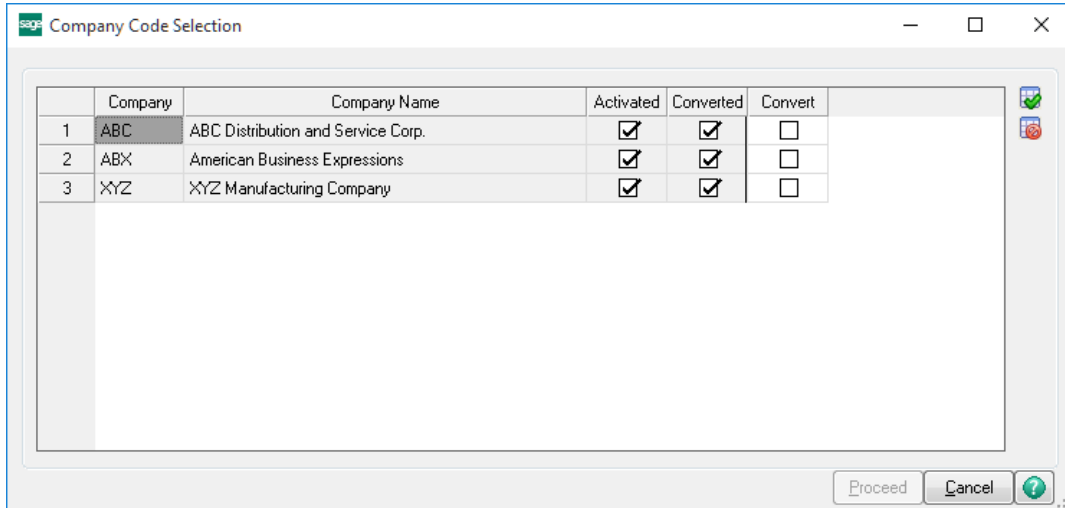 sage Company Code Selection
Company Company Name Activated Converted Convert
1 ABC ABC Distribution and Service Corp.
2 ABX American Business Expressions
3 XYZ XYZ Manufacturing Company
Proceed Cancel ?